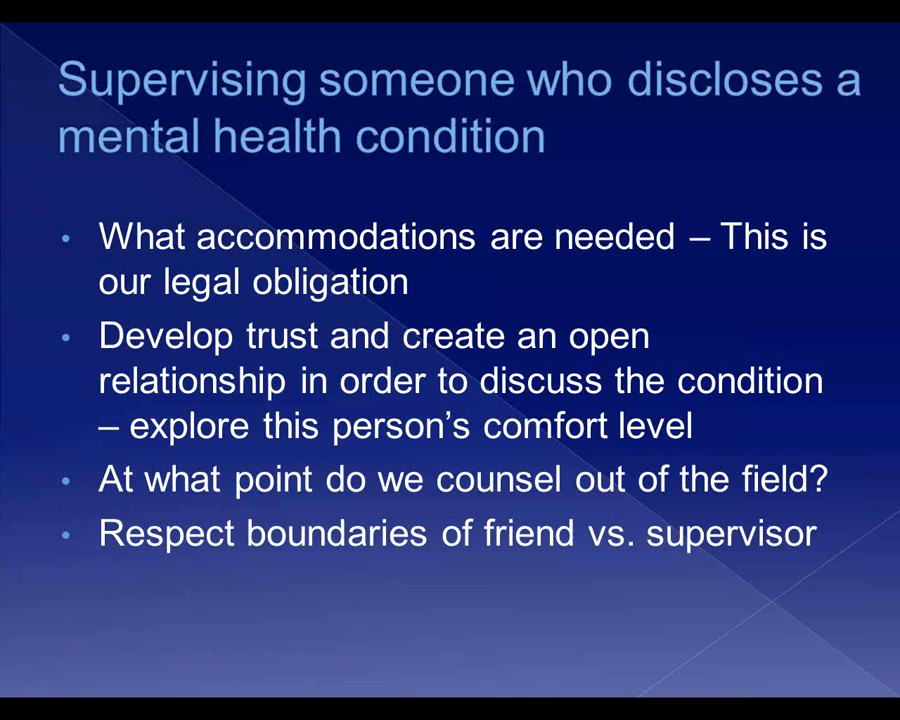 Supervising someone who discloses a
mental health condition
• What accommodations are needed – This is
our legal obligation
• Develop trust and create an open
relationship in order to discuss the condition
– explore this person’s comfort level
• At what point do we counsel out of the field?
• Respect boundaries of friend vs. supervisor